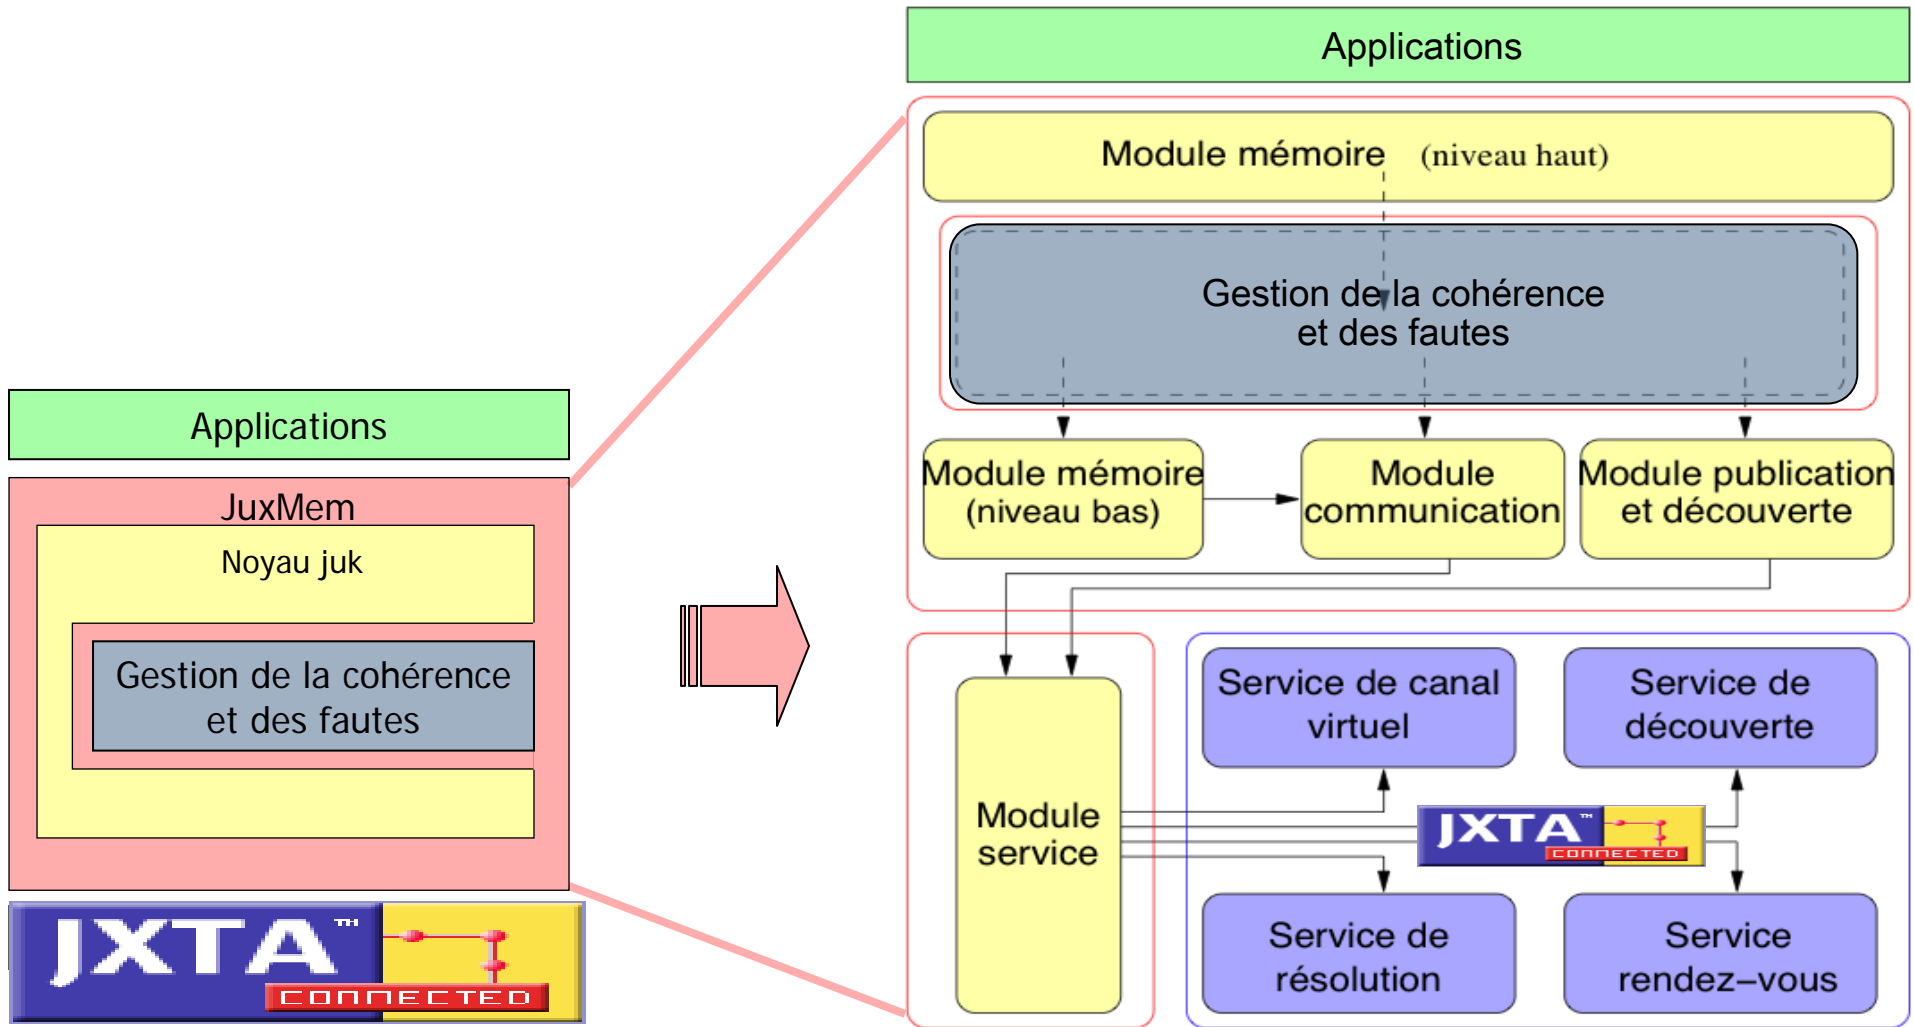 Applications
JuxMem
Noyau juk
Gestion de la cohérence
et des fautes
JXTA™
CONNECTED
Applications
Module mémoire (niveau haut)
Gestion de la cohérence
et des fautes
Module mémoire
(niveau bas)
Module
communication
Module publication
et découverte
Module
service
Service de canal
virtuel
Service de
découverte
JXTA™
CONNECTED
Service de
résolution
Service
rendez–vous